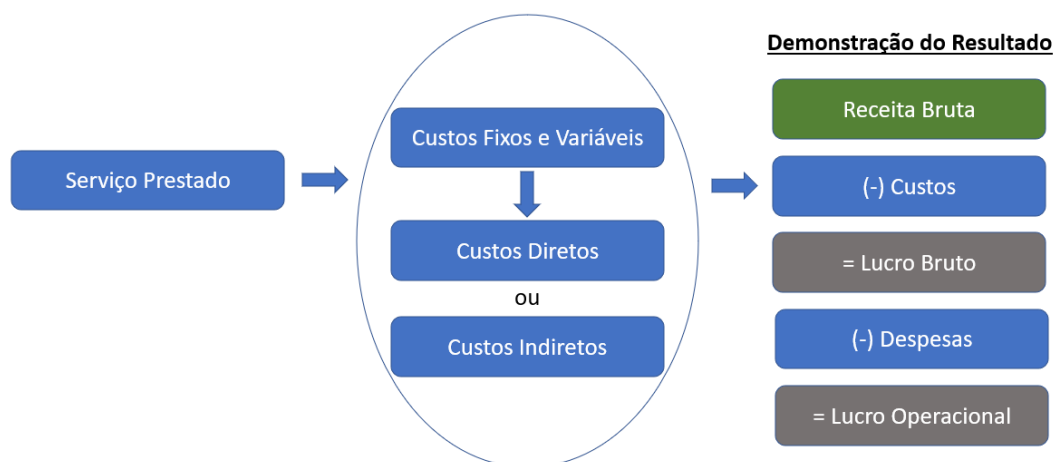 Serviço Prestado
Custos Fixos e Variáveis
Custos Diretos
ou
Custos Indiretos
Demonstração do Resultado
Receita Bruta
(-) Custos
= Lucro Bruto
(-) Despesas
= Lucro Operacional